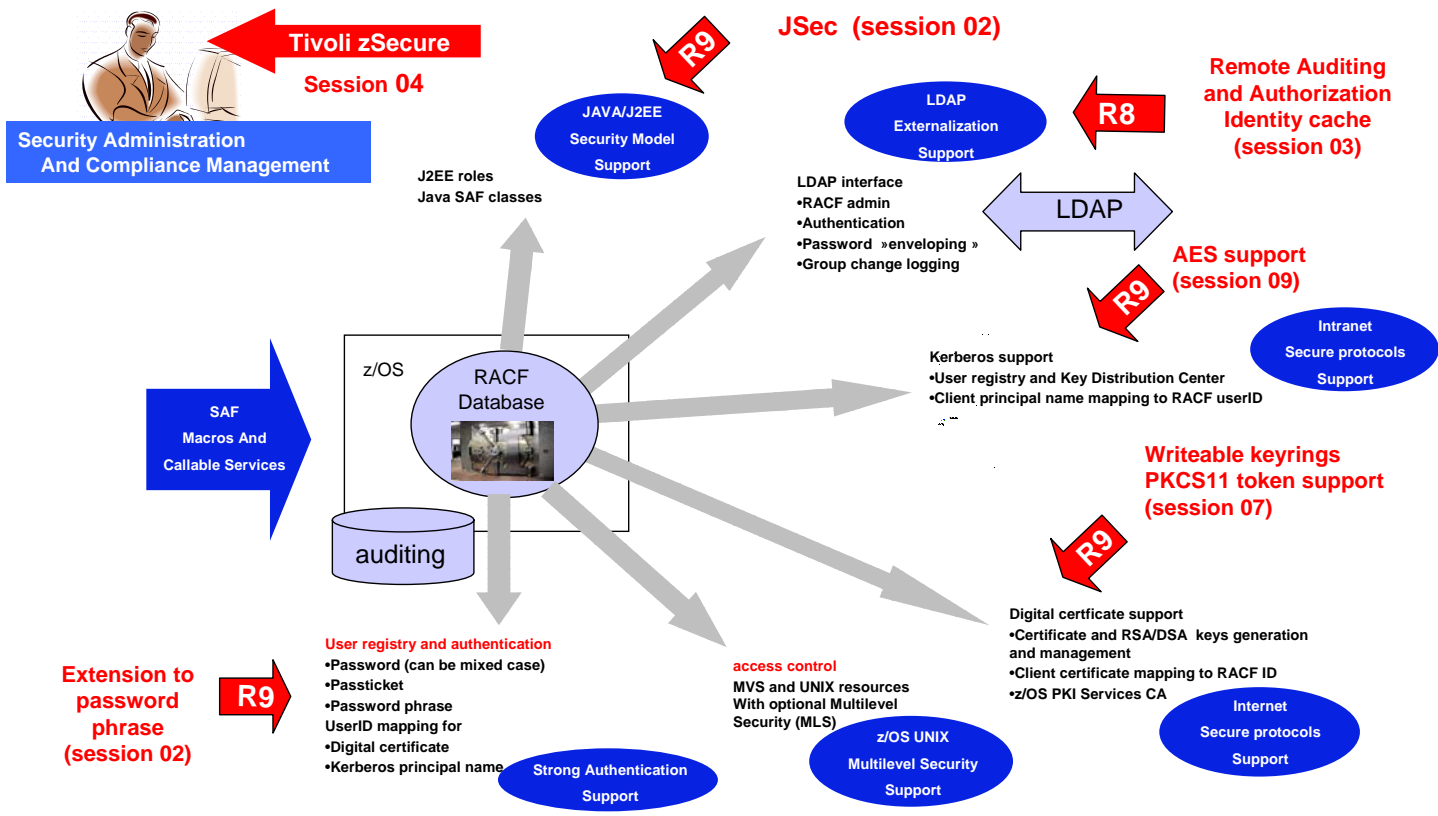 Tivoli zSecure
Session 04
Security Administration
And Compliance Management
R9
JSec (session 02)
JAVA/J2EE
Security Model
Support
J2EE roles
Java SAF classes
LDAP
Externalization
Support
R8
Remote Auditing
and Authorization
Identity cache
(session 03)
LDAP interface
•RACF admin
•Authentication
•Password »enveloping »
•Group change logging
LDAP
AES support
(session 09)
R9
Intranet
Secure protocols
Support
Kerberos support
•User registry and Key Distribution Center
•Client principal name mapping to RACF userID
z/OS
RACF
Database
SAF
Macros And
Callable Services
auditing
Writeable keyrings
PKCS11 token support
(session 07)
R9
Digital certficate support
•Certificate and RSA/DSA keys generation
and management
•Client certificate mapping to RACF ID
•z/OS PKI Services CA
Internet
Secure protocols
Support
Extension to
password
phrase
(session 02)
R9
User registry and authentication
•Password (can be mixed case)
•Passticket
•Password phrase
UserID mapping for
•Digital certificate
•Kerberos principal name
Strong Authentication
Support
access control
MVS and UNIX resources
With optional Multilevel
Security (MLS)
z/OS UNIX
Multilevel Security
Support